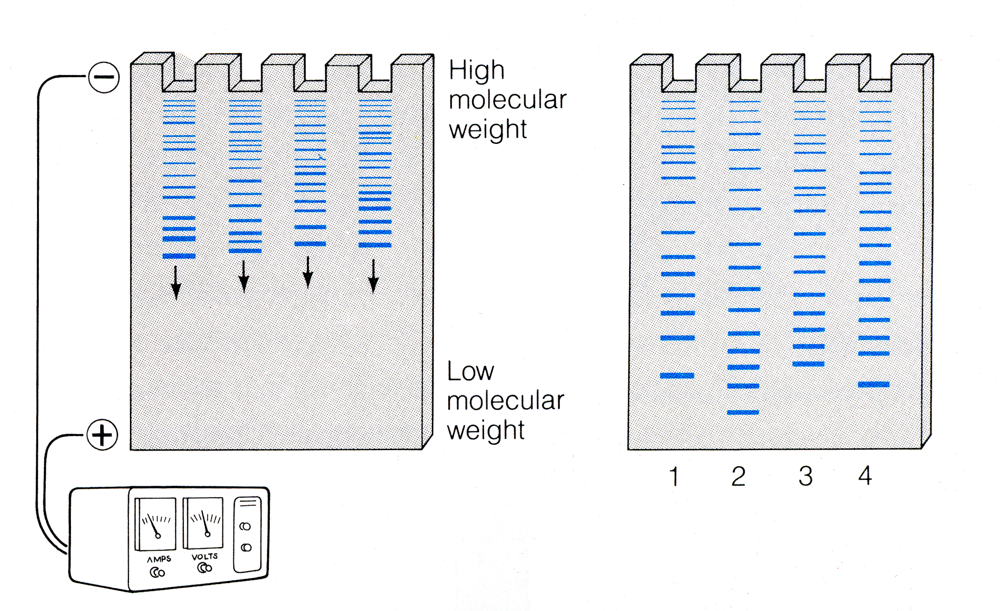 −
High
molecular
weight
Low
molecular
weight
+
AMPS
VOLTS
1 2 3 4